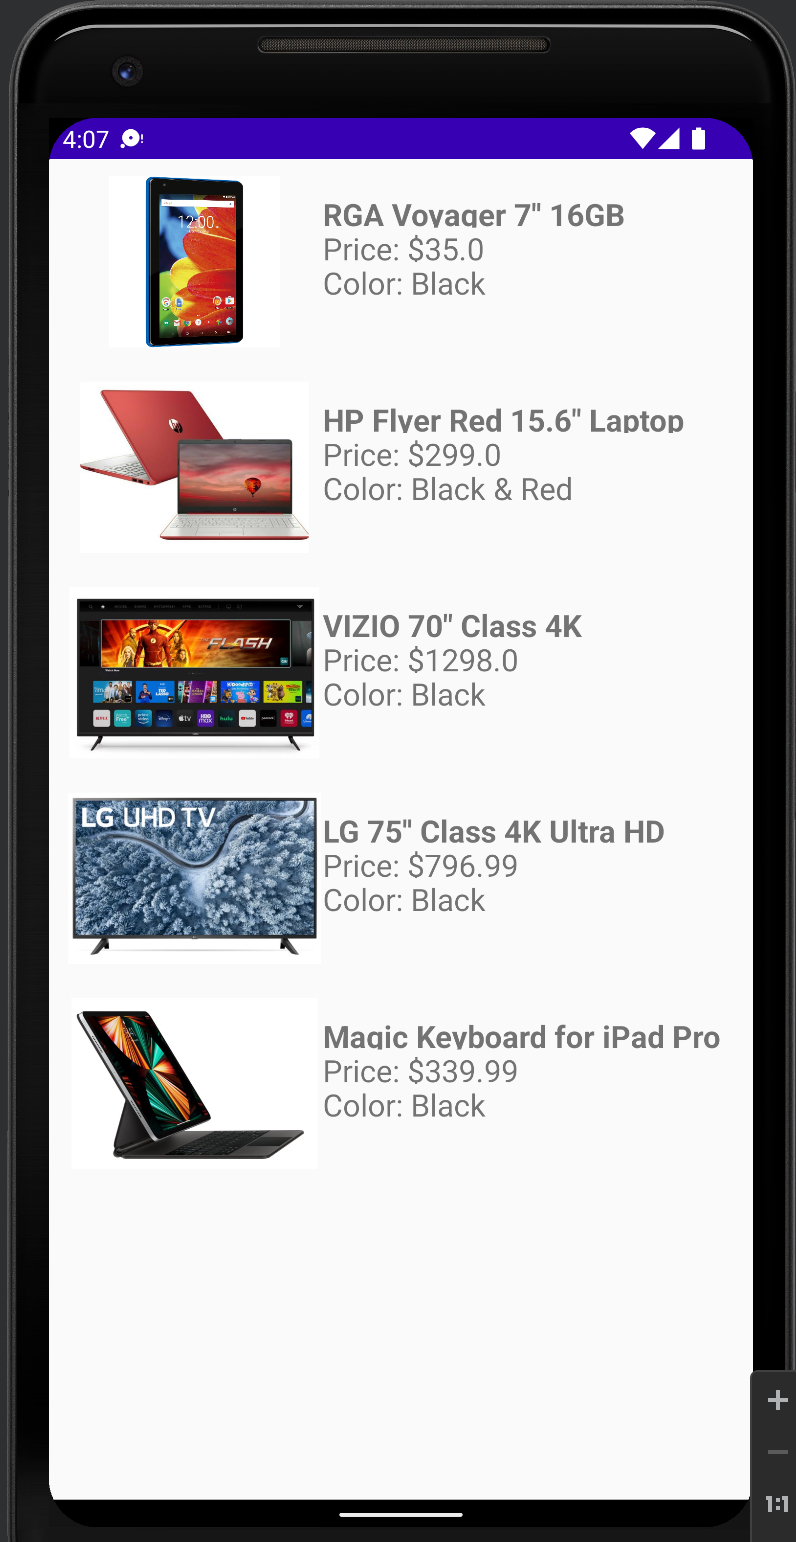 4:07
12:00
RGA Voyager 7" 16GB
Price: $35.0
Color: Black
HP Flyer Red 15.6" Laptop
Price: $299.0
Color: Black & Red
THE FLASH
hulu
VIZIO 70" Class 4K
Price: $1298.0
Color: Black
LG UHD TV
LG 75" Class 4K Ultra HD
Price: $796.99
Color: Black
Magic Keyboard for iPad Pro
Price: $339.99
Color: Black
1:1